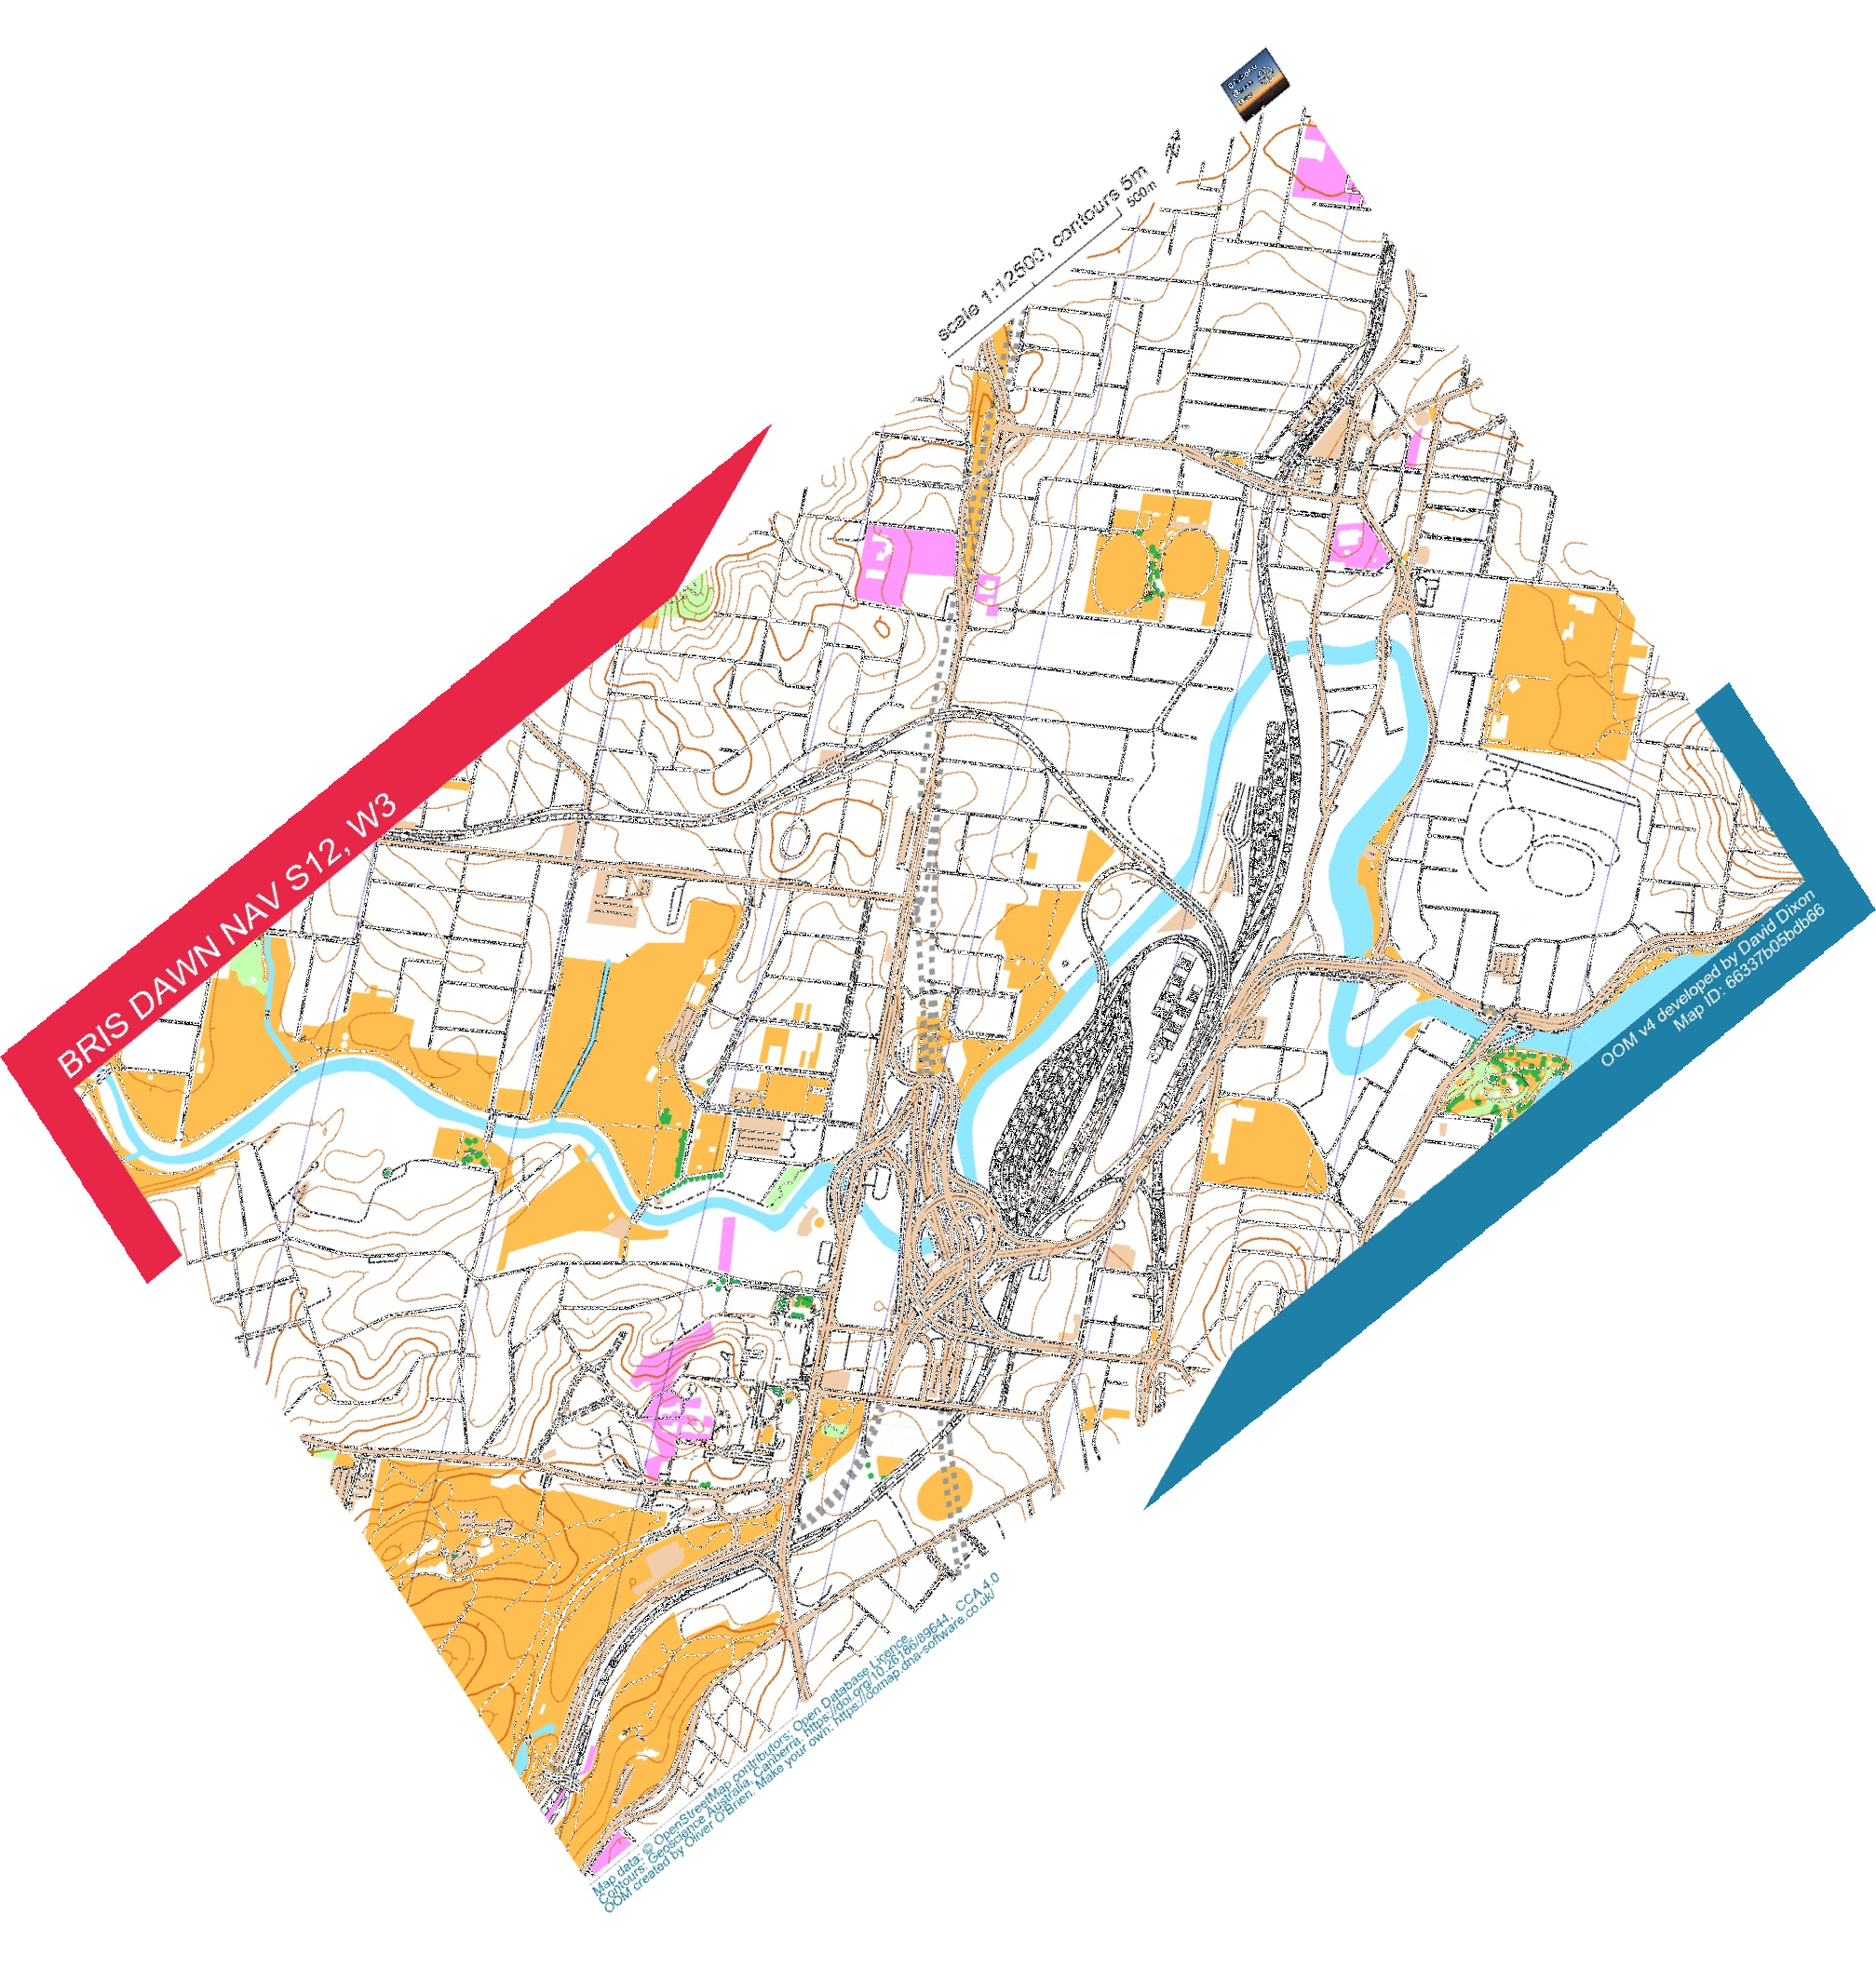 scale 1:12500, contours 5m
500m
BRIS DAWN NAV S12, W3
OOM v4 developed by David Dixon
Map ID: 66337b05bdb66
Map data: © OpenStreetMap contributors: Open Database Licence.
Contours: Geoscience Australia, Canberra. https://doi.org/10.26186/89644. CCA 4.0
OOM created by Oliver O'Brien. Make your own: https://oomap.dna-software.co.uk/